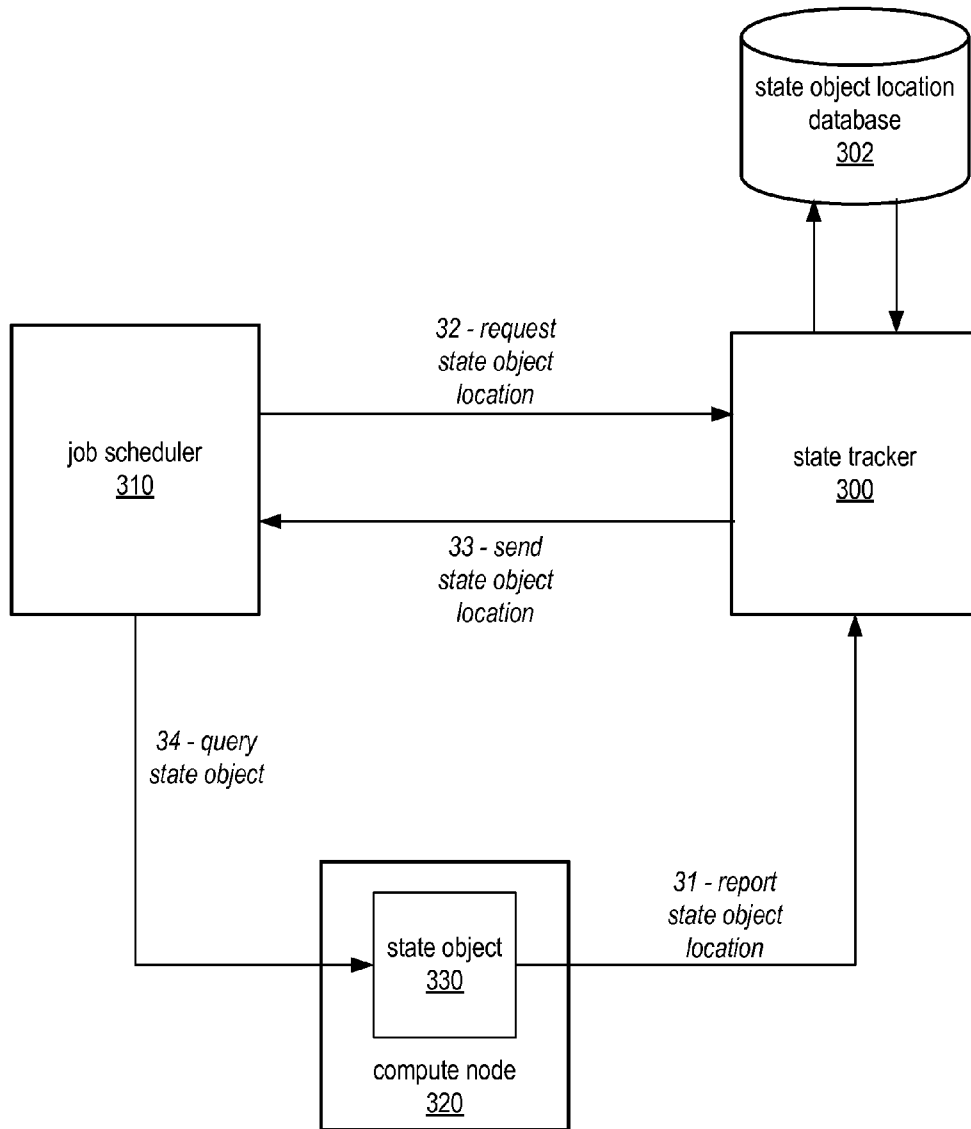 state object location
database
302
32 - request
state object
location
job scheduler
310
state tracker
300
33 - send
state object
location
34 - query
state object
31 - report
state object
location
state object
330
compute node
320